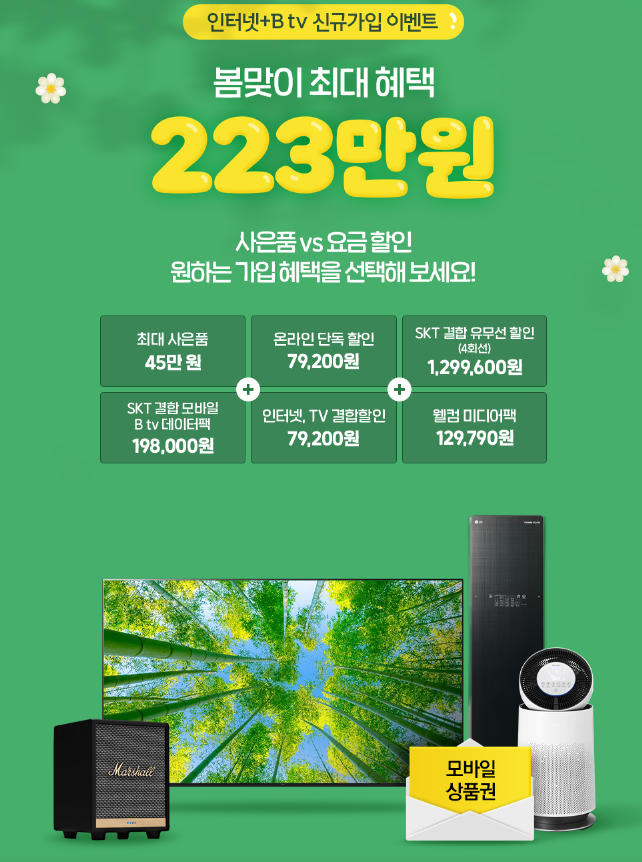 인터넷+B tv 신규가입 이벤트
봄맞이 최대 혜택
223만원
사은품 vs 요금 할인
원하는 가입 혜택을 선택해 보세요!
최대 사은품
45만 원
온라인 단독 할인
79,200원
SKT 결합 유무선 할인
(4회선)
1,299,600원
+
+
SKT 결합 모바일
B tv 데이터팩
198,000원
인터넷, TV 결합할인
79,200원
웰컴 미디어팩
129,790원
LG
Marshall
모바일
상품권